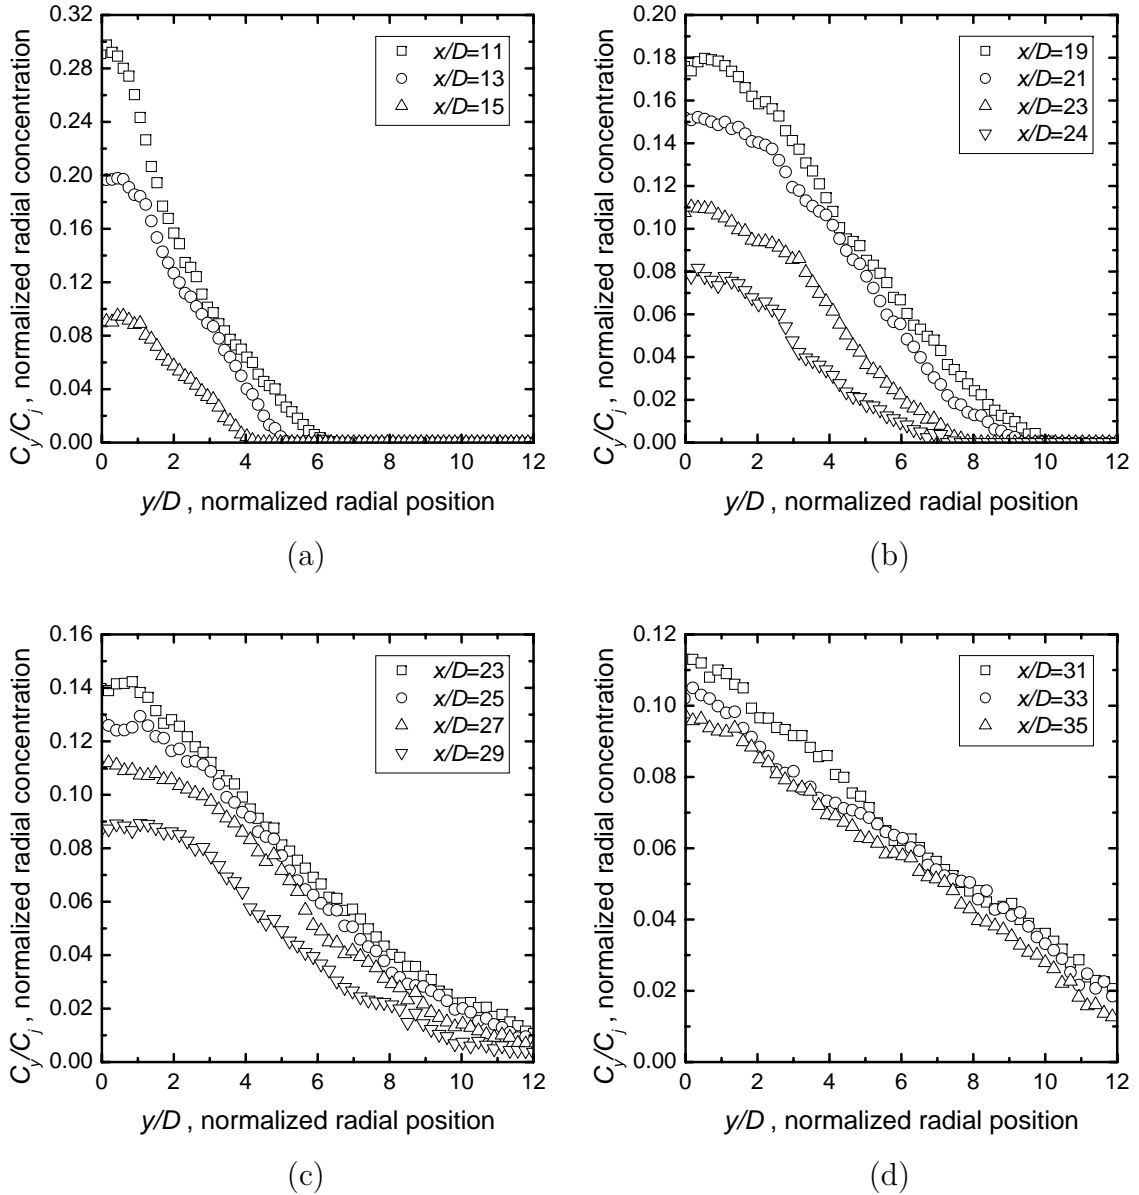 0.32
0.28
0.24
0.20
0.16
0.12
0.08
0.04
0.00
C_y/C_j , normalized radial concentration
x/D=11
x/D=13
x/D=15
0 2 4 6 8 10 12
y/D , normalized radial position
(a)
0.20
0.18
0.16
0.14
0.12
0.10
0.08
0.06
0.04
0.02
0.00
C_y/C_j , normalized radial concentration
x/D=19
x/D=21
x/D=23
x/D=24
0 2 4 6 8 10 12
y/D , normalized radial position
(b)
0.16
0.14
0.12
0.10
0.08
0.06
0.04
0.02
0.00
C_y/C_j , normalized radial concentration
x/D=23
x/D=25
x/D=27
x/D=29
0 2 4 6 8 10 12
y/D , normalized radial position
(c)
0.12
0.10
0.08
0.06
0.04
0.02
0.00
C_y/C_j , normalized radial concentration
x/D=31
x/D=33
x/D=35
0 2 4 6 8 10 12
y/D , normalized radial position
(d)